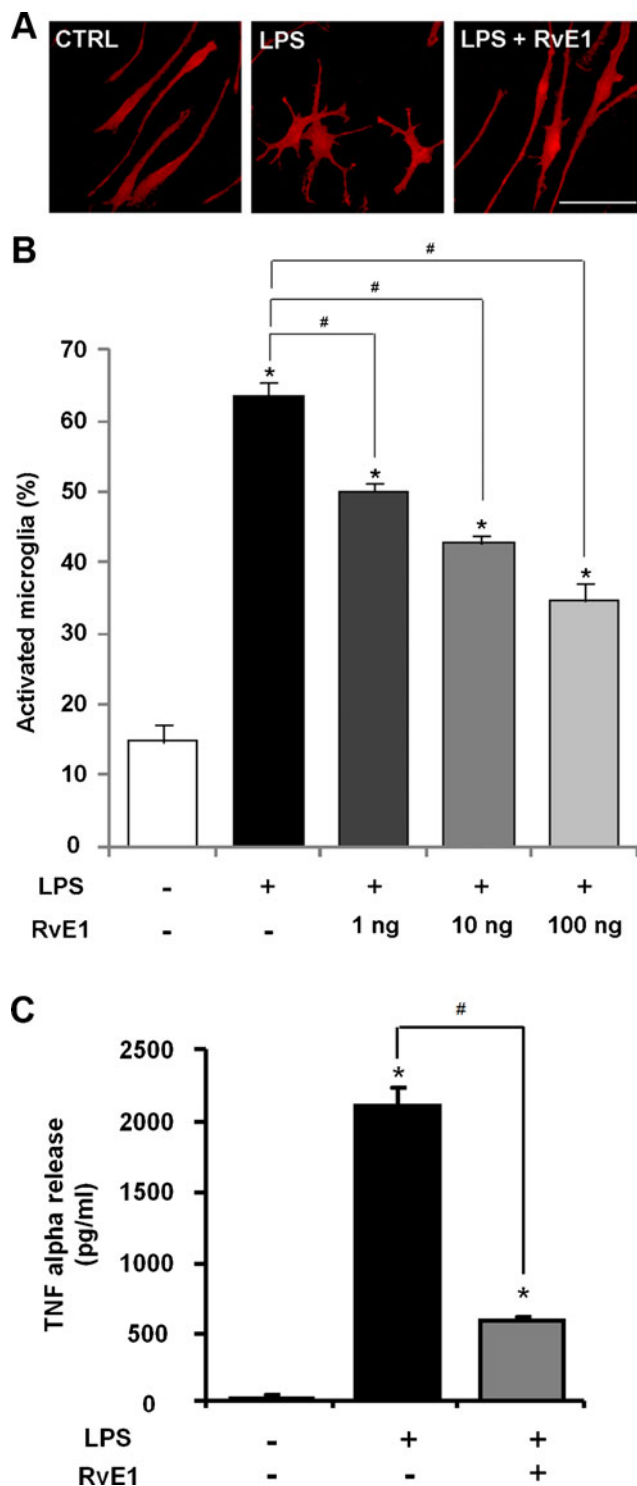 A
CTRL
LPS
LPS + RvE1
B
#
#
#
Activated microglia (%)
70
60
50
40
30
20
10
0
*
*
*
*
LPS - + + + +
RvE1 - - 1 ng 10 ng 100 ng
C
#
TNF alpha release
(pg/ml)
2500
2000
1500
1000
500
0
*
*
LPS - + +
RvE1 - - +